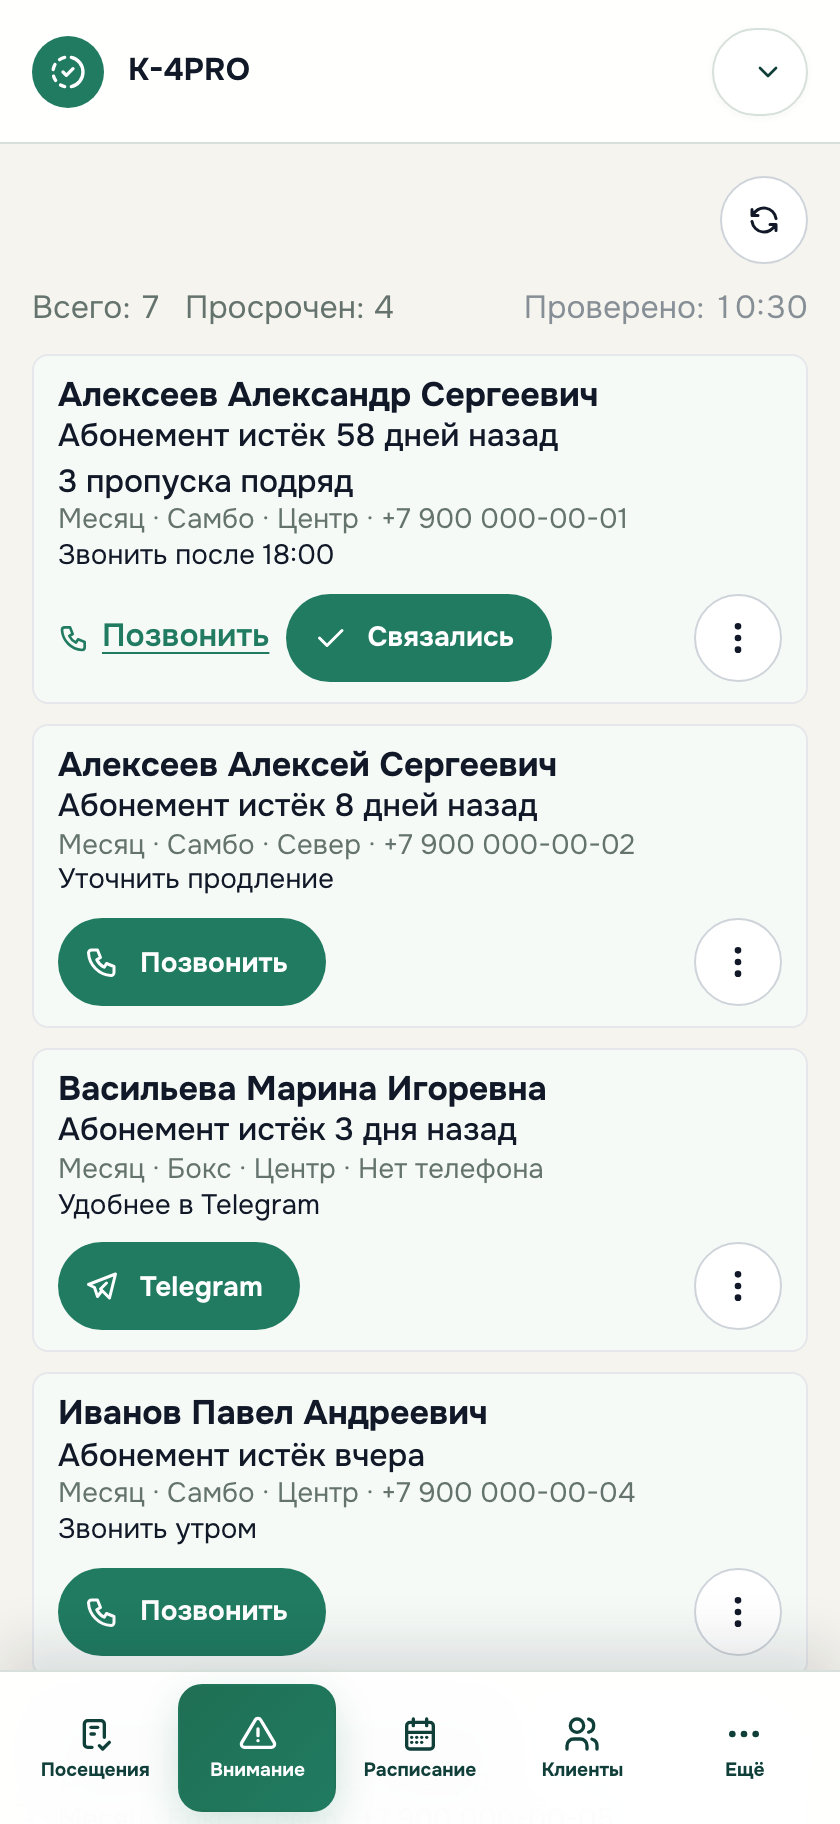 K-4PRO
Всего: 7 Просрочен: 4 Проверено: 10:30
Алексеев Александр Сергеевич
Абонемент истёк 58 дней назад
3 пропуска подряд
Месяц · Самбо · Центр · +7 900 000-00-01
Звонить после 18:00
Позвонить Связались
Алексеев Алексей Сергеевич
Абонемент истёк 8 дней назад
Месяц · Самбо · Север · +7 900 000-00-02
Уточнить продление
Позвонить
Васильева Марина Игоревна
Абонемент истёк 3 дня назад
Месяц · Бокс · Центр · Нет телефона
Удобнее в Telegram
Telegram
Иванов Павел Андреевич
Абонемент истёк вчера
Месяц · Самбо · Центр · +7 900 000-00-04
Звонить утром
Позвонить
Посещения Внимание Расписание Клиенты Ещё